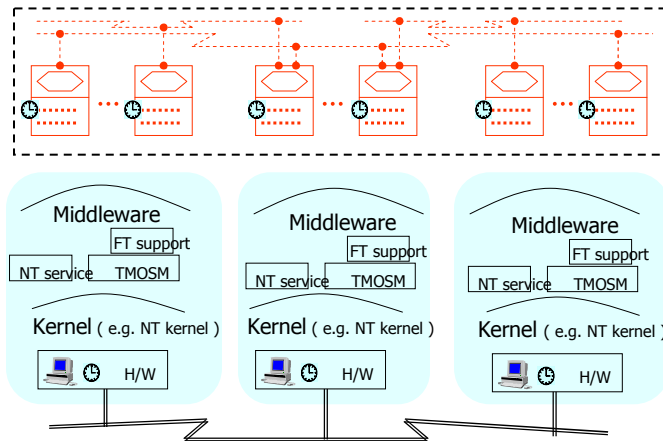 Middleware
FT support
NT service
TMOSM
Kernel ( e.g. NT kernel )
H/W
Middleware
FT support
NT service
TMOSM
Kernel ( e.g. NT kernel )
H/W
Middleware
FT support
NT service
TMOSM
Kernel ( e.g. NT kernel )
H/W